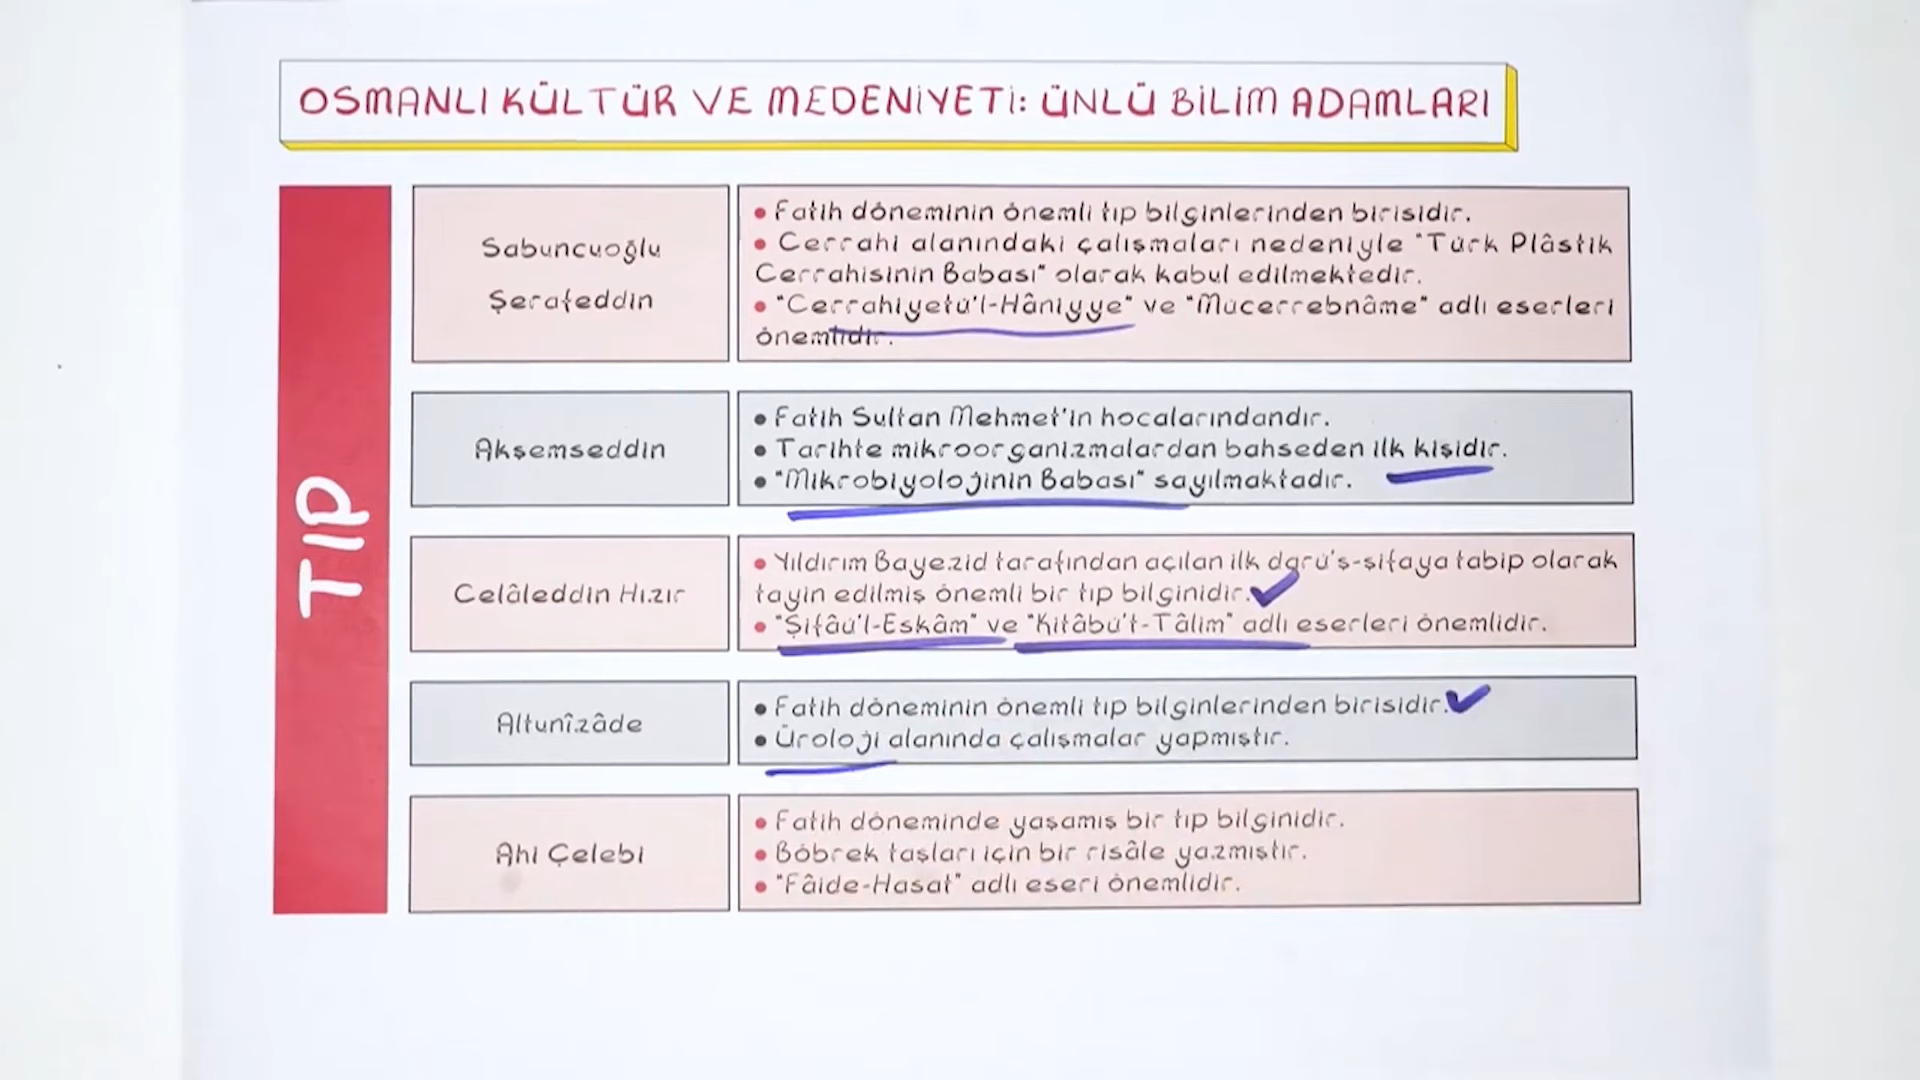 OSMANLI KÜLTÜR VE MEDENİYETİ: ÜNLÜ BİLİM ADAMLARI
TIP
Sabuncuoğlu
Şerafeddin
• Fatih döneminin önemli tıp bilginlerinden birisidir.
• Cerrahi alanındaki çalışmaları nedeniyle "Türk Plâstik
Cerrahisinin Babası" olarak kabul edilmektedir.
• "Cerrahiyetü'l-Hâniyye" ve "Mücerrebnâme" adlı eserleri
önemlidir.
Akşemseddin
• Fatih Sultan Mehmet'in hocalarındandır.
• Tarihte mikroorganizmalardan bahseden ilk kişidir.
• "Mikrobiyolojinin Babası" sayılmaktadır.
Celâleddin Hızır
• Yıldırım Bayezid tarafından açılan ilk darü's-şifaya tabip olarak
tayin edilmiş önemli bir tıp bilginidir.
• "Şifâü'l-Eskâm" ve "Kitâbü't-Tâlim" adlı eserleri önemlidir.
Altunîzâde
• Fatih döneminin önemli tıp bilginlerinden birisidir.
• Üroloji alanında çalışmalar yapmıştır.
Ahi Çelebi
• Fatih döneminde yaşamış bir tıp bilginidir.
• Böbrek taşları için bir risâle yazmıştır.
• "Fâide-Hasat" adlı eseri önemlidir.